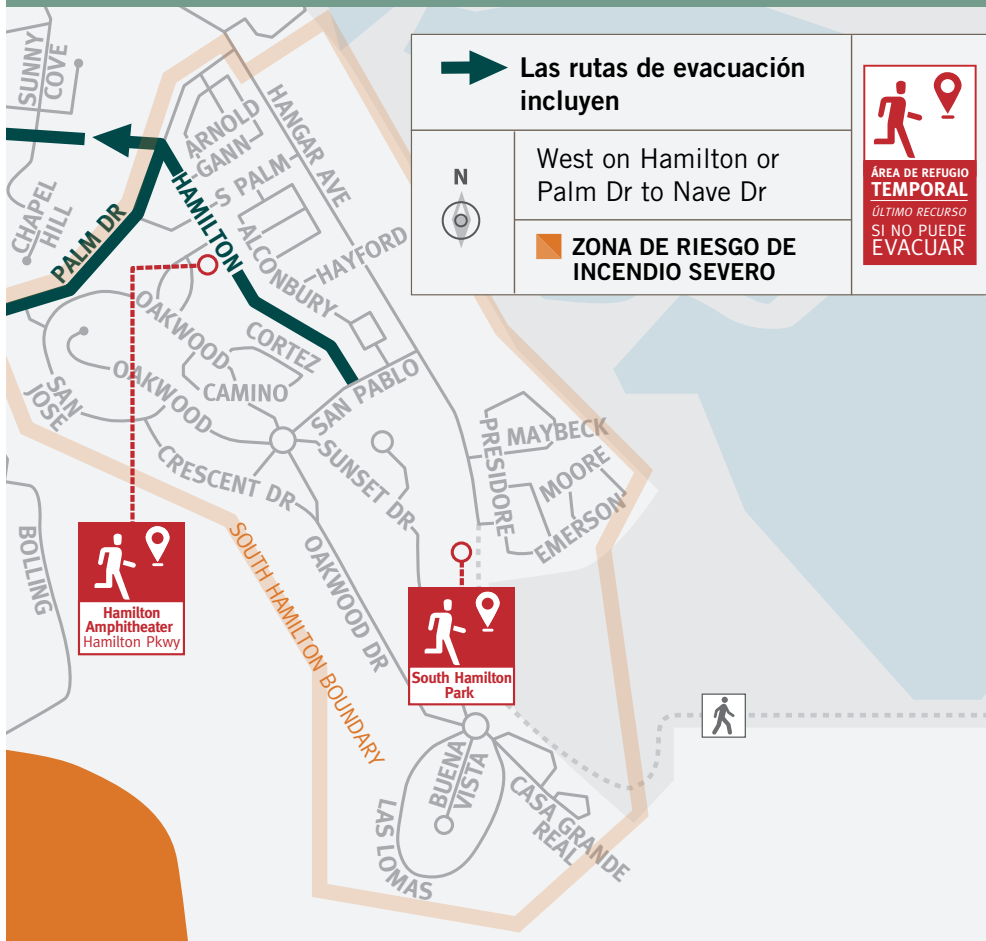 Las rutas de evacuación
incluyen
N
West on Hamilton or
Palm Dr to Nave Dr
ZONA DE RIESGO DE
INCENDIO SEVERO
ÁREA DE REFUGIO
TEMPORAL
ÚLTIMO RECURSO
SI NO PUEDE
EVACUAR
SUNNY
COVE
HANGAR AVE
ARNOLD
GANN
S PALM
HAMILTON
CHAPEL
HILL
PALM DR
ALCONBURY
HAYFORD
OAKWOOD
CORTEZ
CAMINO
SAN PABLO
OAKWOOD
SAN
JOSE
CRESCENT DR
SUNSET DR
PRESIDORE
MAYBECK
MOORE
EMERSON
BOLLING
SOUTH HAMILTON BOUNDARY
OAKWOOD DR
Hamilton
Amphitheater
Hamilton Pkwy
South Hamilton
Park
BUENA
VISTA
LAS LOMAS
CASA GRANDE
REAL